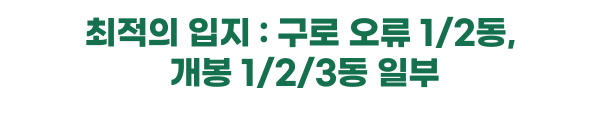 최적의 입지 : 구로 오류 1/2동,
개봉 1/2/3동 일부